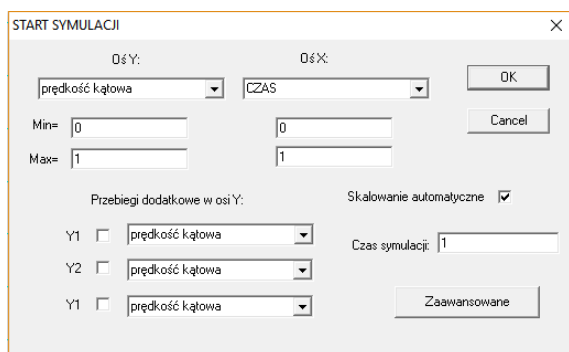 START SYMULACJI
Oś Y: Oś X:
prędkość kątowa CZAS OK
Min= 0 0 Cancel
Max= 1 1
Przebiegi dodatkowe w osi Y: Skalowanie automatyczne
Y1 prędkość kątowa Czas symulacji: 1
Y2 prędkość kątowa
Y1 prędkość kątowa Zaawansowane